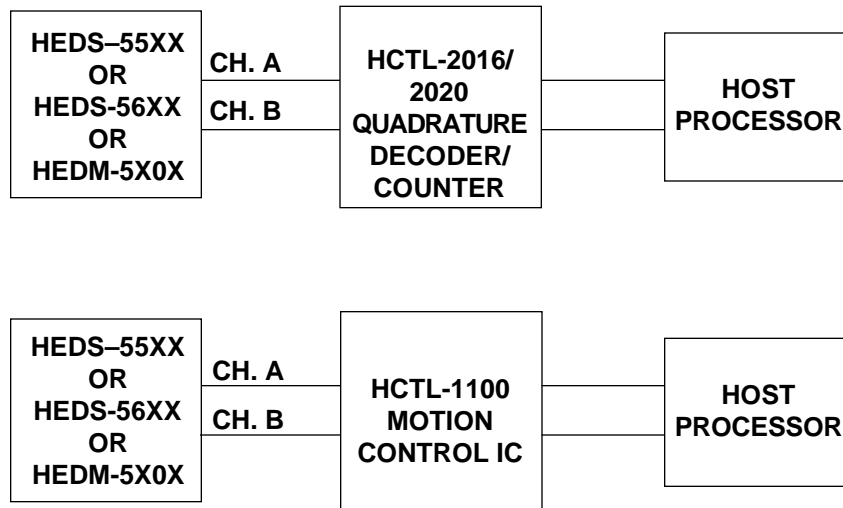 HEDS–55XX
OR
HEDS-56XX
OR
HEDM-5X0X
CH. A
CH. B
HCTL-2016/
2020
QUADRATURE
DECODER/
COUNTER
HOST
PROCESSOR
HEDS–55XX
OR
HEDS-56XX
OR
HEDM-5X0X
CH. A
CH. B
HCTL-1100
MOTION
CONTROL IC
HOST
PROCESSOR